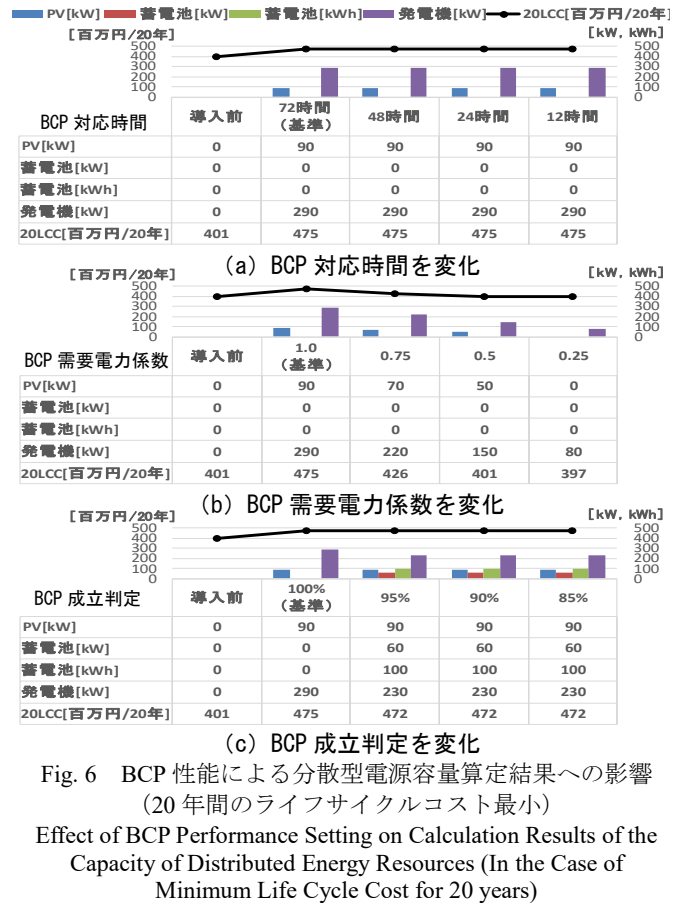 PV[kW] 蓄電池[kW] 蓄電池[kWh] 発電機[kW] 20LCC[百万円/20年]
[百万円/20年] [kW, kWh]
500 500
400 400
300 300
200 200
100 100
0 0
BCP 対応時間 導入前 72時間（基準） 48時間 24時間 12時間
PV[kW] 0 90 90 90 90
蓄電池[kW] 0 0 0 0 0
蓄電池[kWh] 0 0 0 0 0
発電機[kW] 0 290 290 290 290
20LCC[百万円/20年] 401 475 475 475 475
(a) BCP 対応時間を変化
[百万円/20年] [kW, kWh]
500 500
400 400
300 300
200 200
100 100
0 0
BCP 需要電力係数 導入前 1.0（基準） 0.75 0.5 0.25
PV[kW] 0 90 70 50 0
蓄電池[kW] 0 0 0 0 0
蓄電池[kWh] 0 0 0 0 0
発電機[kW] 0 290 220 150 80
20LCC[百万円/20年] 401 475 426 401 397
(b) BCP 需要電力係数を変化
[百万円/20年] [kW, kWh]
500 500
400 400
300 300
200 200
100 100
0 0
BCP 成立判定 導入前 100%（基準） 95% 90% 85%
PV[kW] 0 90 90 90 90
蓄電池[kW] 0 0 60 60 60
蓄電池[kWh] 0 0 100 100 100
発電機[kW] 0 290 230 230 230
20LCC[百万円/20年] 401 475 472 472 472
(c) BCP 成立判定を変化
Fig. 6 BCP 性能による分散型電源容量算定結果への影響
（20 年間のライフサイクルコスト最小）
Effect of BCP Performance Setting on Calculation Results of the
Capacity of Distributed Energy Resources (In the Case of
Minimum Life Cycle Cost for 20 years)